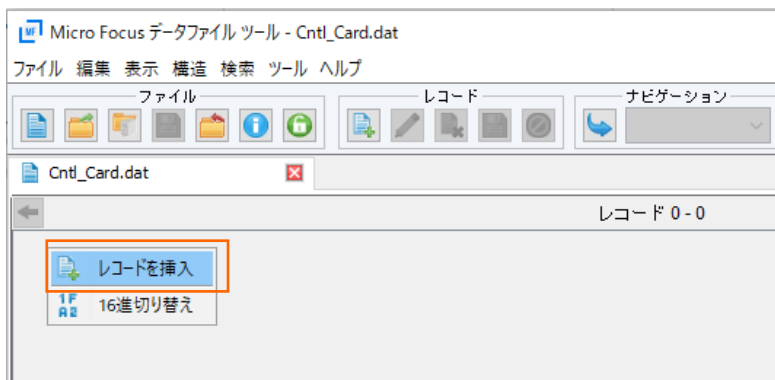 MF Micro Focus データファイル ツール - Cntl_Card.dat
ファイル 編集 表示 構造 検索 ツール ヘルプ
ファイル レコード ナビゲーション
Cntl_Card.dat
レコード 0 - 0
レコードを挿入
1F A2 16進切り替え